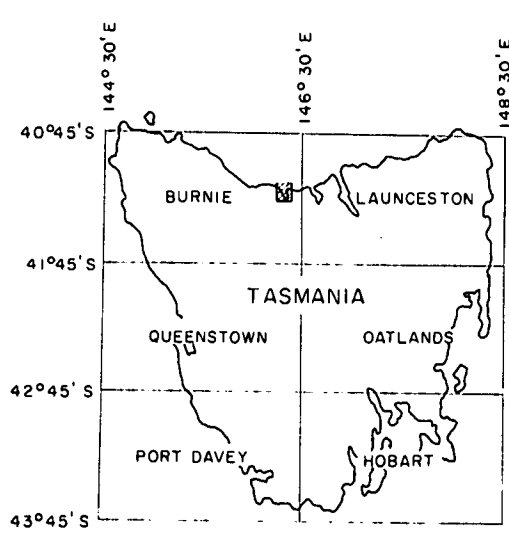 144° 30' E
146° 30' E
148° 30' E
40° 45' S
BURNIE
LAUNCESTON
41° 45' S
TASMANIA
QUEENSTOWN
OATLANDS
42° 45' S
PORT DAVEY
HOBART
43° 45' S